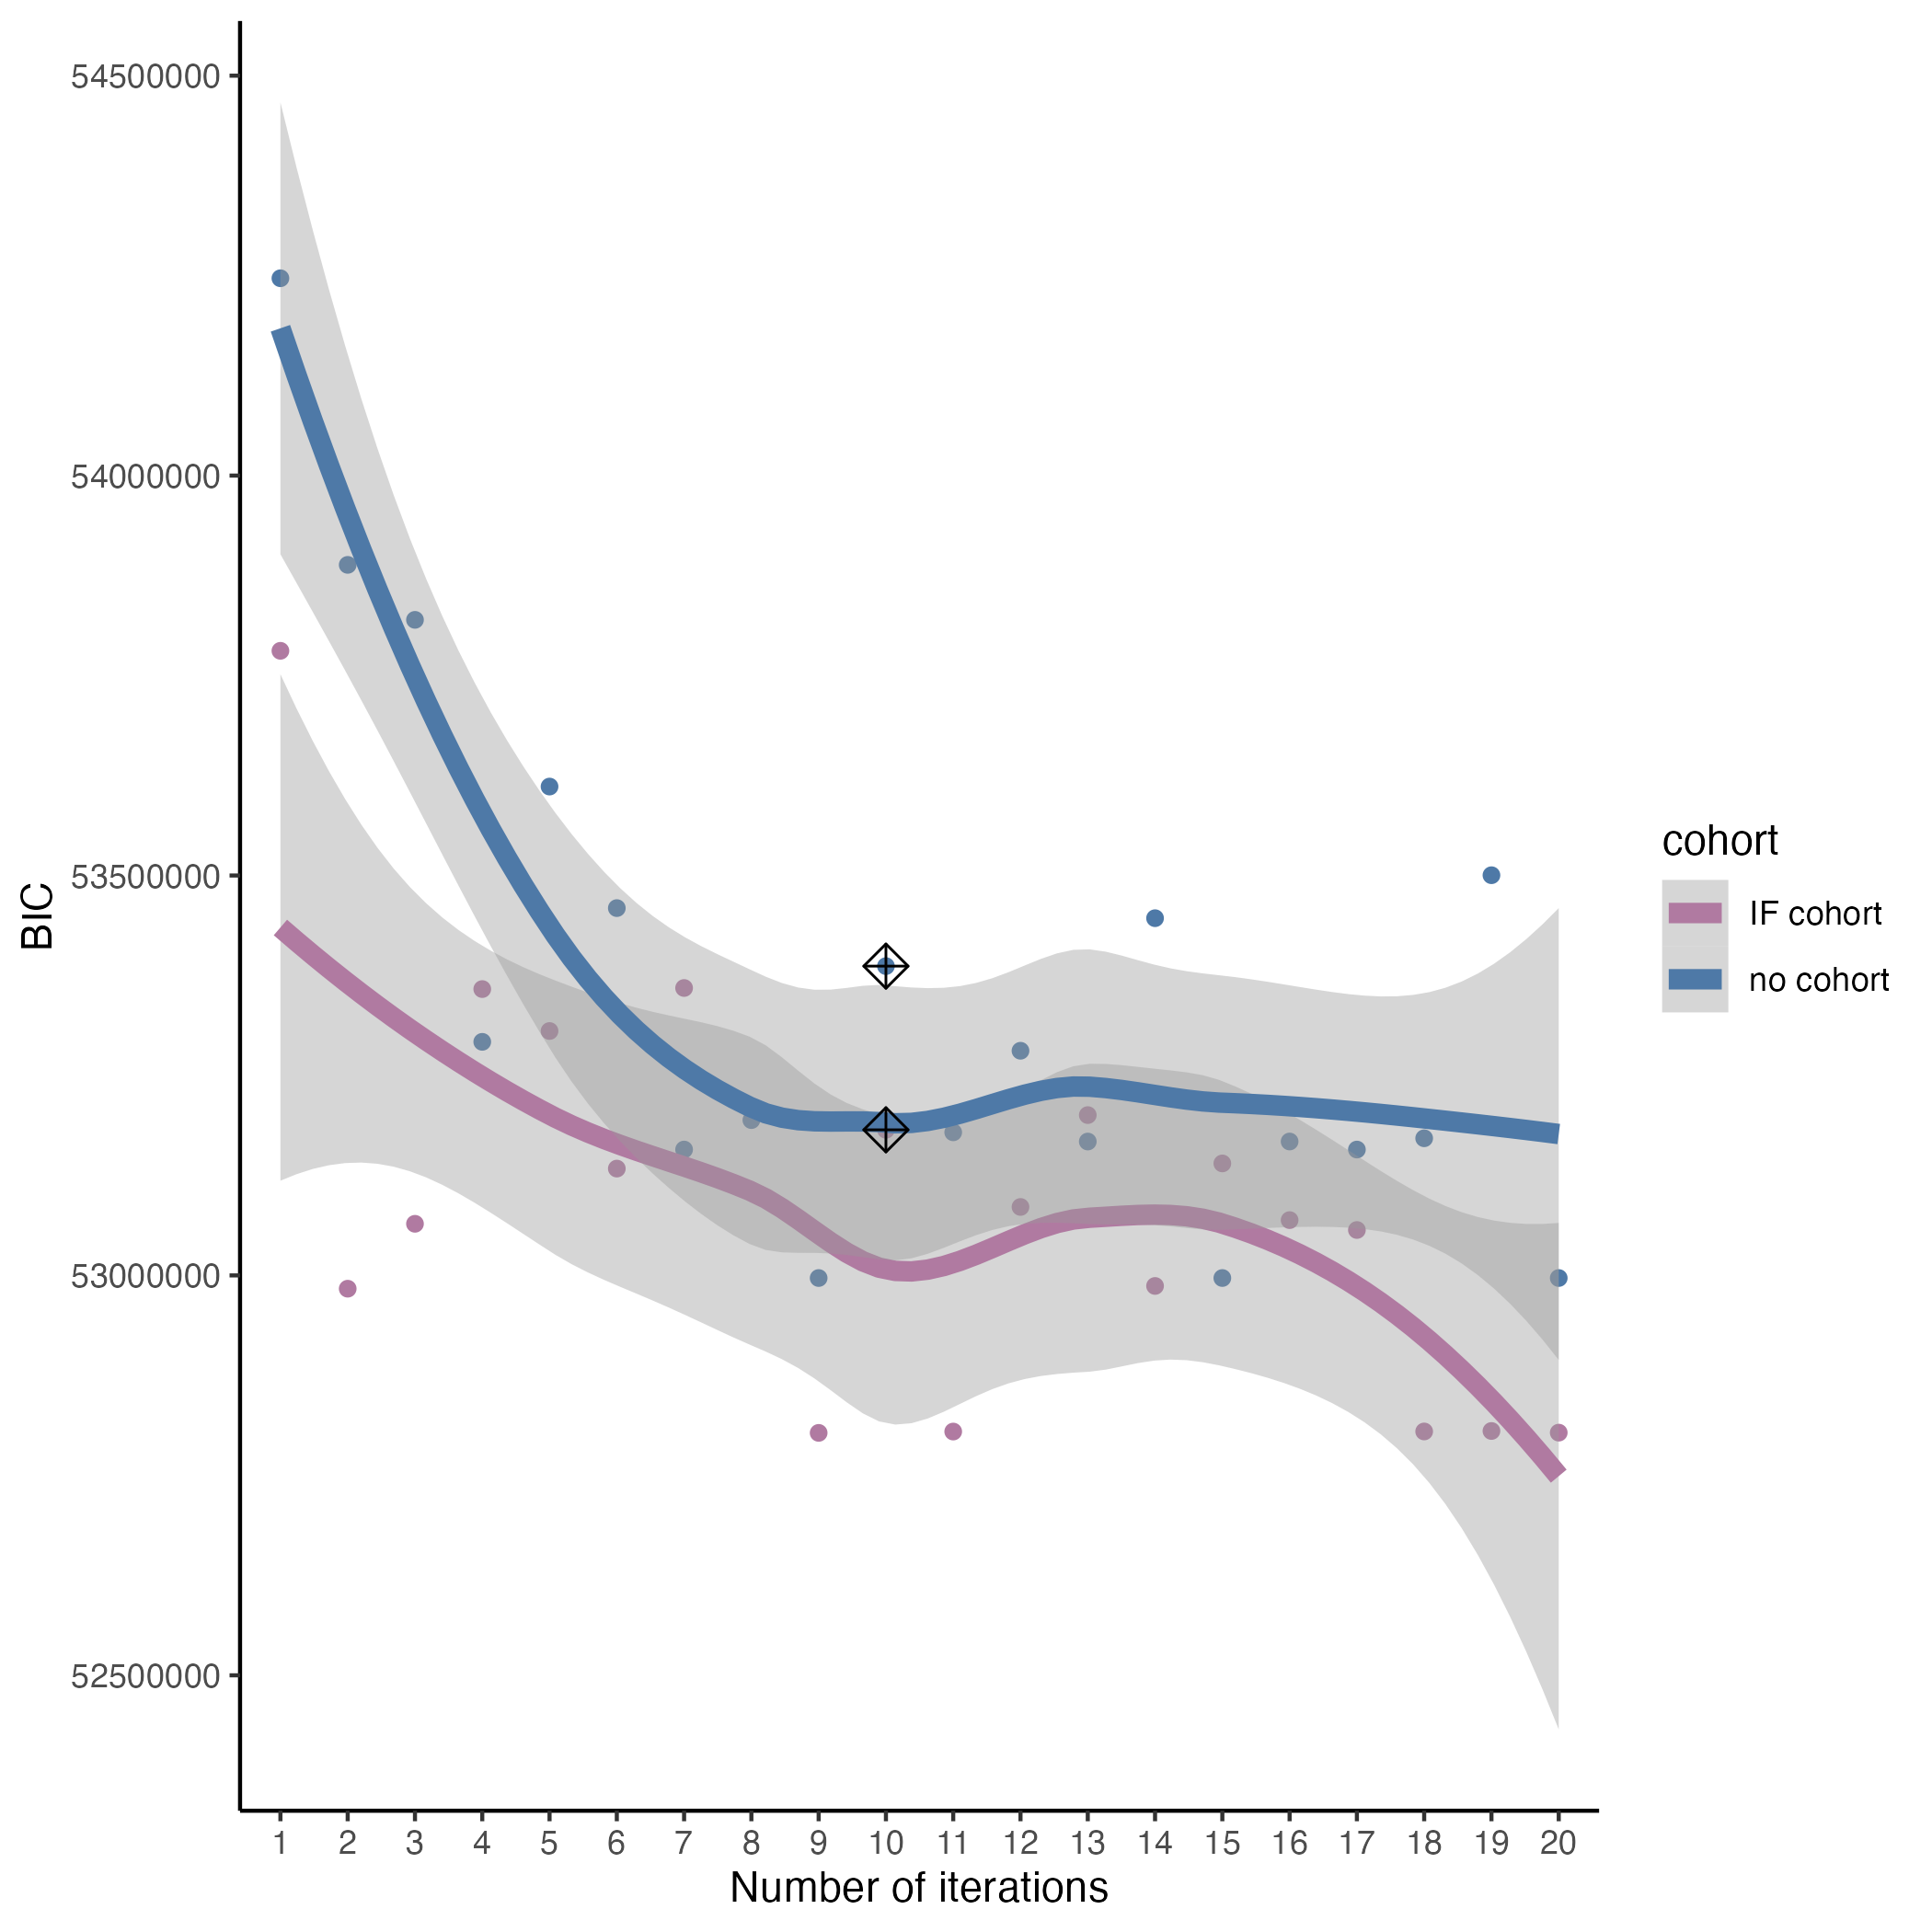 54500000
54000000
53500000
53000000
52500000
BIC
1 2 3 4 5 6 7 8 9 10 11 12 13 14 15 16 17 18 19 20
Number of iterations
cohort
IF cohort
no cohort